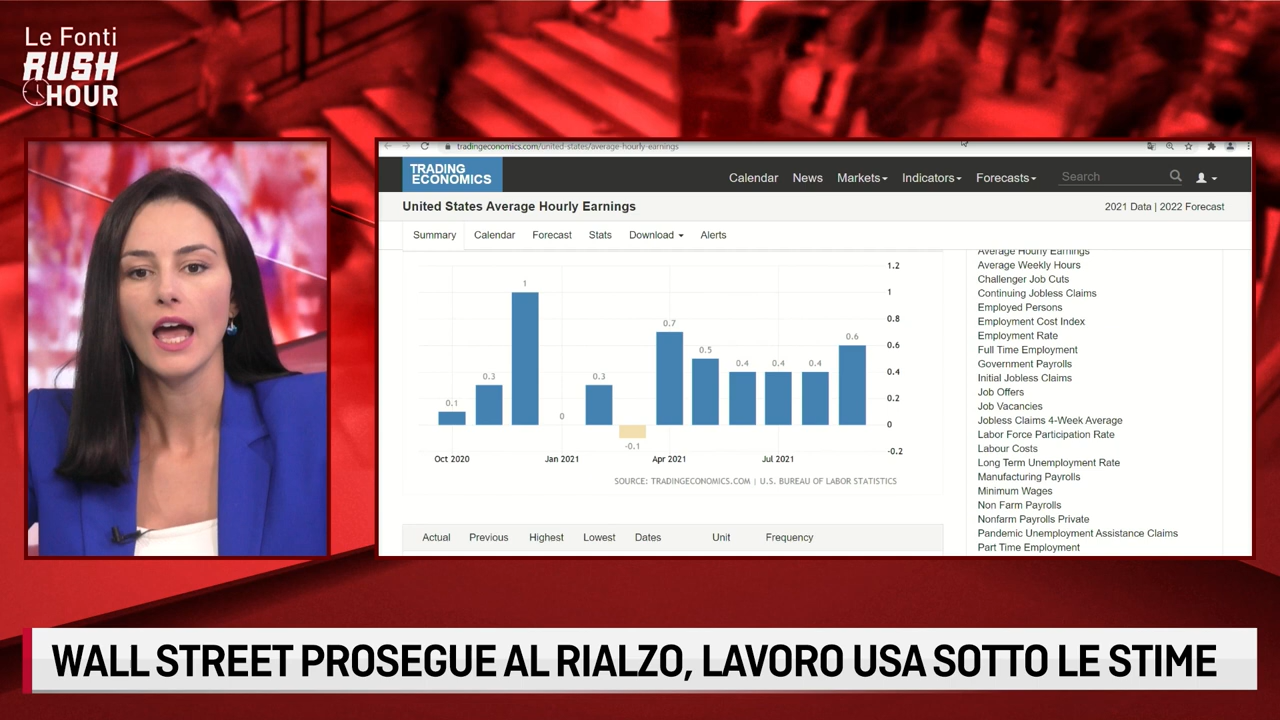 Le Fonti
RUSH
HOUR
tradingeconomics.com/united-states/average-hourly-earnings
TRADING
ECONOMICS
Calendar News Markets Indicators Forecasts Search
United States Average Hourly Earnings
2021 Data | 2022 Forecast
Summary Calendar Forecast Stats Download Alerts
1.2
1
0.8
0.6
0.4
0.2
0
-0.2
0.1
0.3
1
0
0.3
-0.1
0.7
0.5
0.4
0.4
0.4
0.6
Oct 2020 Jan 2021 Apr 2021 Jul 2021
SOURCE: TRADINGECONOMICS.COM | U.S. BUREAU OF LABOR STATISTICS
Actual Previous Highest Lowest Dates Unit Frequency
Average Hourly Earnings
Average Weekly Hours
Challenger Job Cuts
Continuing Jobless Claims
Employed Persons
Employment Cost Index
Employment Rate
Full Time Employment
Government Payrolls
Initial Jobless Claims
Job Offers
Job Vacancies
Jobless Claims 4-Week Average
Labor Force Participation Rate
Labour Costs
Long Term Unemployment Rate
Manufacturing Payrolls
Minimum Wages
Non Farm Payrolls
Nonfarm Payrolls Private
Pandemic Unemployment Assistance Claims
Part Time Employment
WALL STREET PROSEGUE AL RIALZO, LAVORO USA SOTTO LE STIME